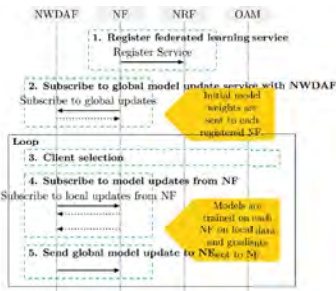 NWDAF NF NRF OAM
1. Register federated learning service
Register Service
2. Subscribe to global model update service with NWDAF
Subscribe to global updates
Initial model
weights are
sent to each
registered NF.
Loop
3. Client selection
4. Subscribe to model updates from NF
Subscribe to local updates from NF
Models are
trained on each
NF on local data
and gradients
sent to NF.
5. Send global model update to NF